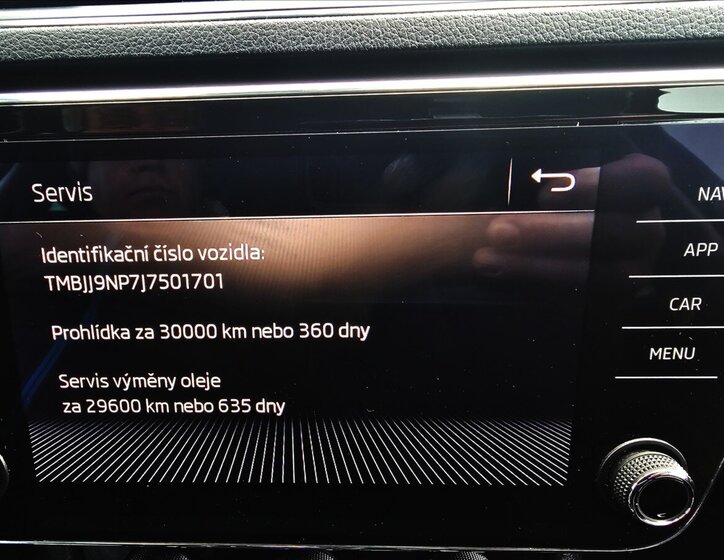 Servis
NAV
APP
CAR
MENU
Identifikační číslo vozidla:
TMBJJ9NP7J7501701
Prohlídka za 30000 km nebo 360 dny
Servis výměny oleje
za 29600 km nebo 635 dny